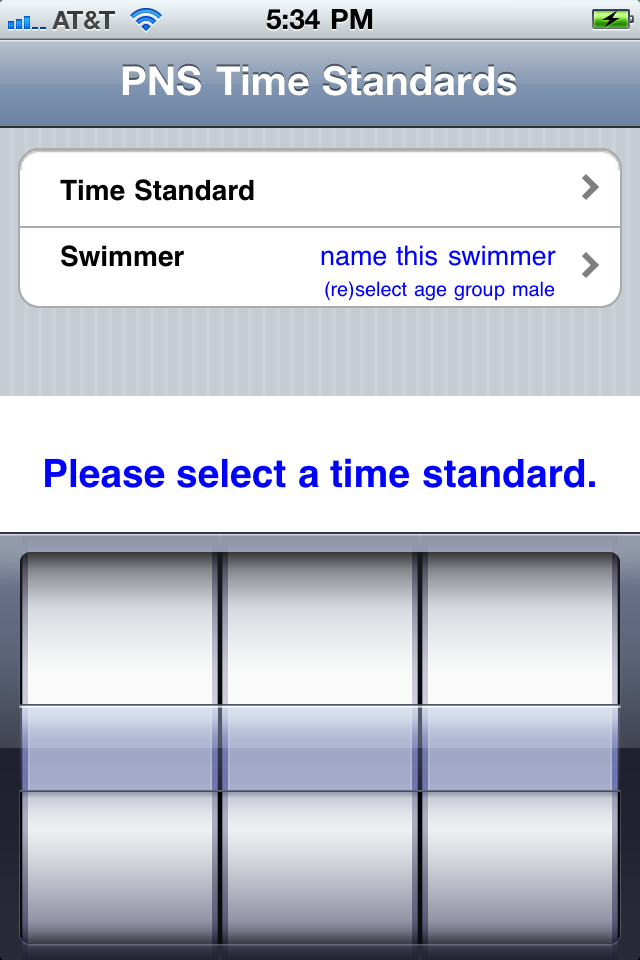 AT&T 5:34 PM
PNS Time Standards
Time Standard
Swimmer name this swimmer
(re)select age group male
Please select a time standard.